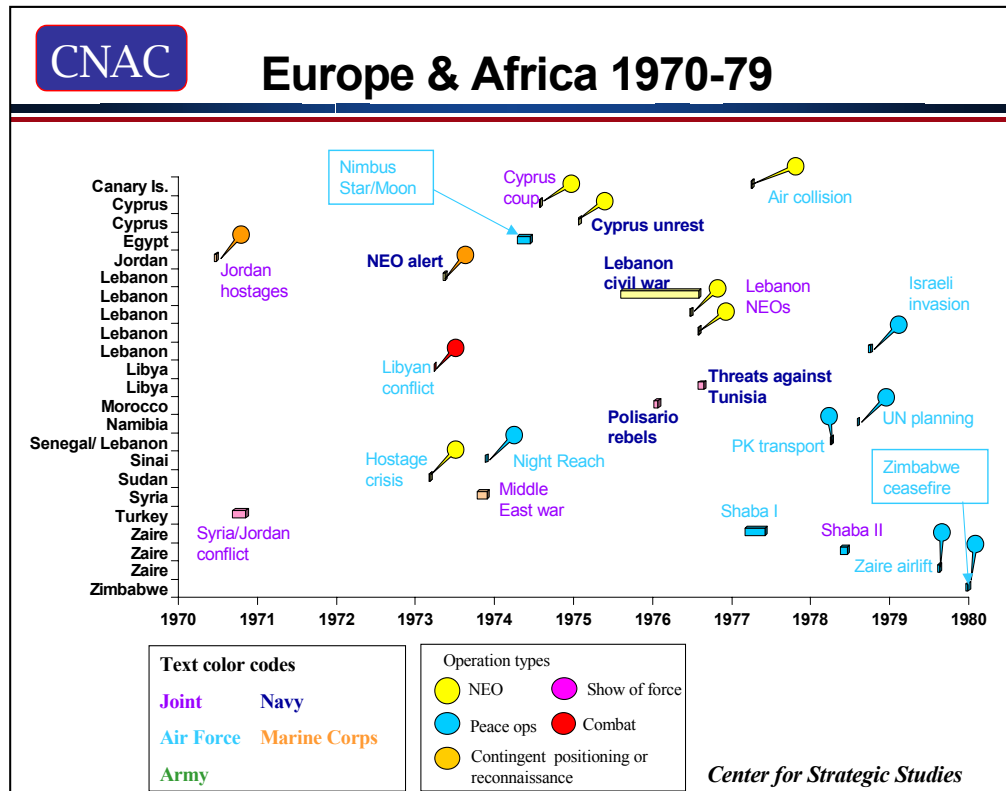 CNAC
Europe & Africa 1970-79
Nimbus
Star/Moon
Cyprus
coup
Air collision
Cyprus unrest
Jordan
hostages
NEO alert
Lebanon
civil war
Lebanon
NEOs
Israeli
invasion
Libyan
conflict
Threats against
Tunisia
Polisario
rebels
UN planning
PK transport
Hostage
crisis
Night Reach
Zimbabwe
ceasefire
Middle
East war
Syria/Jordan
conflict
Shaba I
Shaba II
Zaire airlift
Canary Is.
Cyprus
Cyprus
Egypt
Jordan
Lebanon
Lebanon
Lebanon
Lebanon
Lebanon
Libya
Libya
Morocco
Namibia
Senegal/ Lebanon
Sinai
Sudan
Syria
Turkey
Zaire
Zaire
Zaire
Zimbabwe
1970 1971 1972 1973 1974 1975 1976 1977 1978 1979 1980
Text color codes
Joint Navy
Air Force Marine Corps
Army
Operation types
NEO Show of force
Peace ops Combat
Contingent positioning or
reconnaissance
Center for Strategic Studies